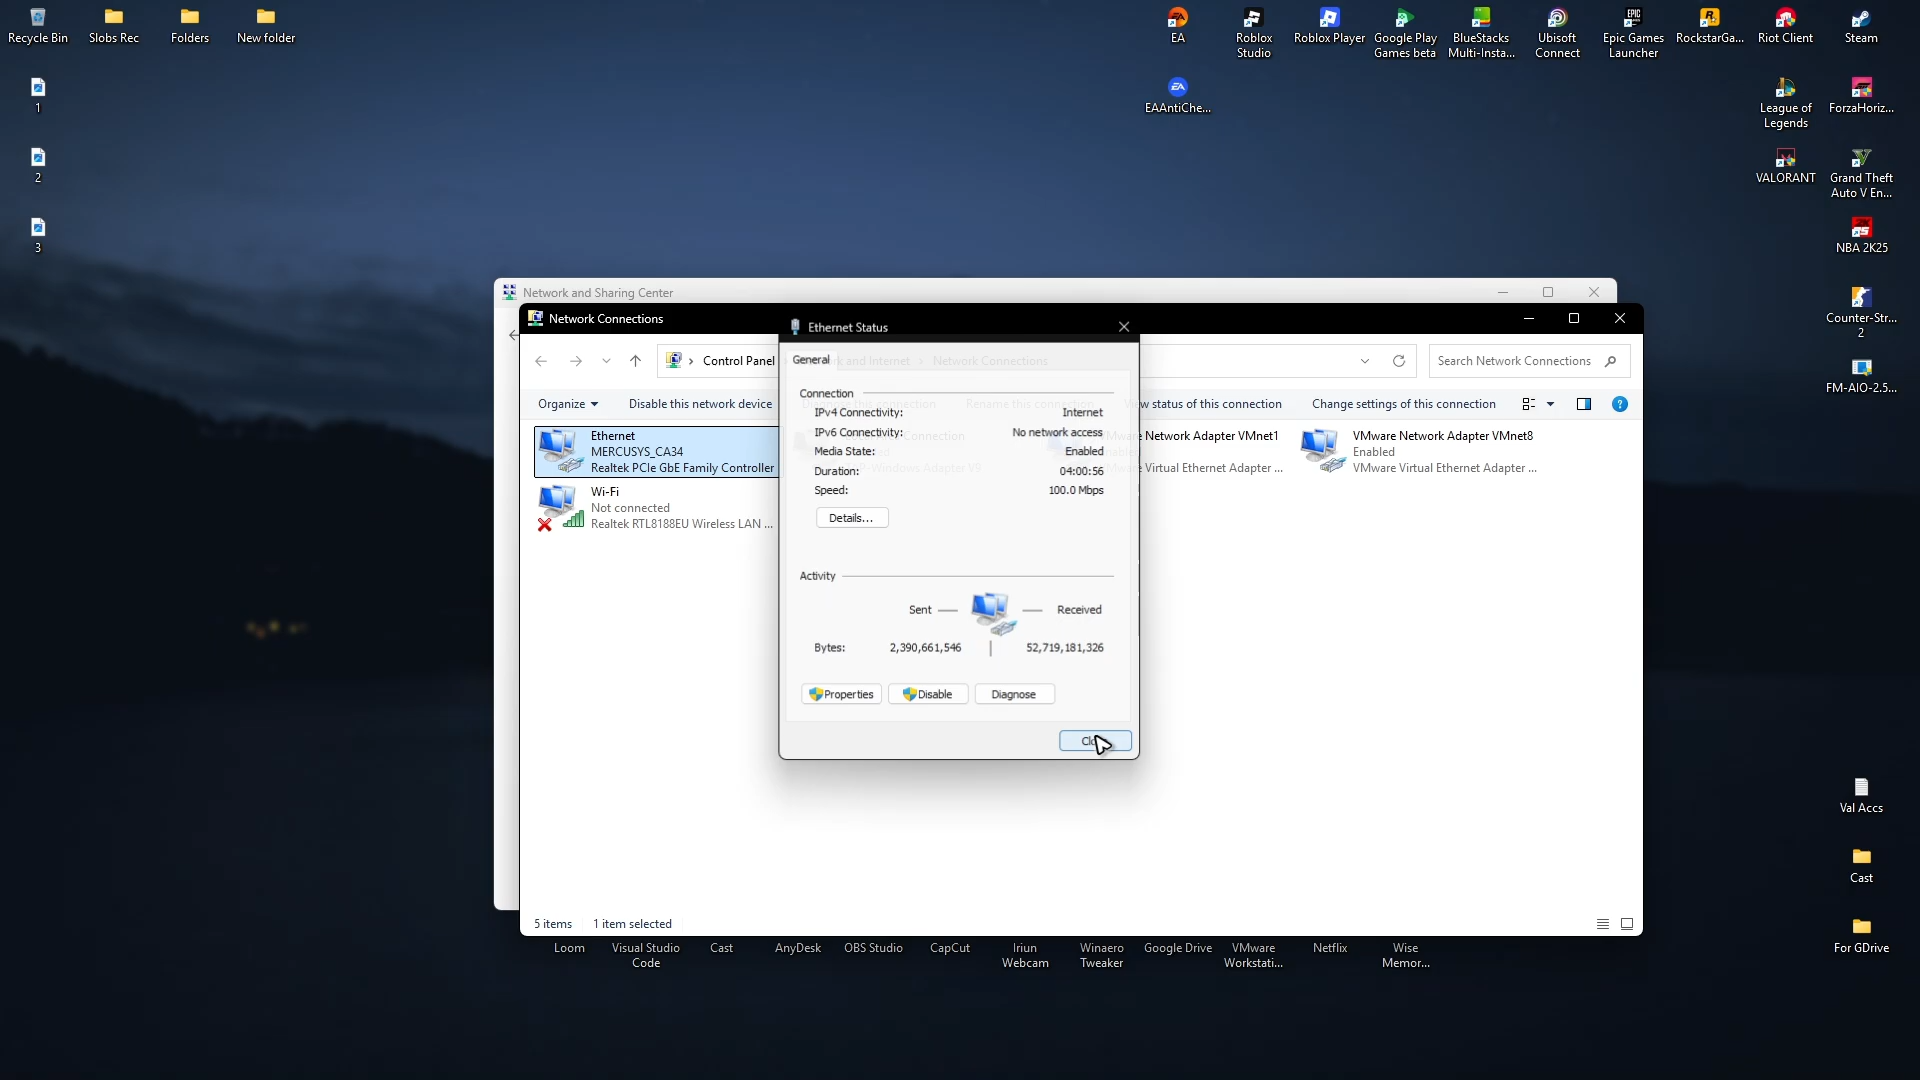 Recycle Bin
Slobs Rec
Folders
New folder
EA
Roblox
Studio
Roblox Player
Google Play
Games beta
BlueStacks
Multi-Insta...
Ubisoft
Connect
Epic Games
Launcher
RockstarGa...
Riot Client
Steam
1
EAAntiChe...
League of
Legends
ForzaHoriz...
2
VALORANT
Grand Theft
Auto V En...
3
NBA 2K25
Counter-Str...
2
FM-AIO-2.5...
Network and Sharing Center
Network Connections
Ethernet Status
Control Panel
Network Connections
Search Network Connections
General
Organize
Disable this network device
View status of this connection
Change settings of this connection
Connection
IPv4 Connectivity: Internet
IPv6 Connectivity: No network access
Media State: Enabled
Duration: 04:00:56
Speed: 100.0 Mbps
Details...
Ethernet
MERCUSYS_CA34
Realtek PCIe GbE Family Controller
Network Adapter VMnet1
Virtual Ethernet Adapter ...
VMware Network Adapter VMnet8
Enabled
VMware Virtual Ethernet Adapter ...
Wi-Fi
Not connected
Realtek RTL8188EU Wireless LAN ...
Activity
Sent
Received
Bytes: 2,390,661,546 52,719,181,326
Properties
Disable
Diagnose
Val Accs
Cast
For GDrive
5 items
1 item selected
Loom
Visual Studio
Code
Cast
AnyDesk
OBS Studio
CapCut
Iriun
Webcam
Winaero
Tweaker
Google Drive
VMware
Workstati...
Netflix
Wise
Memor...